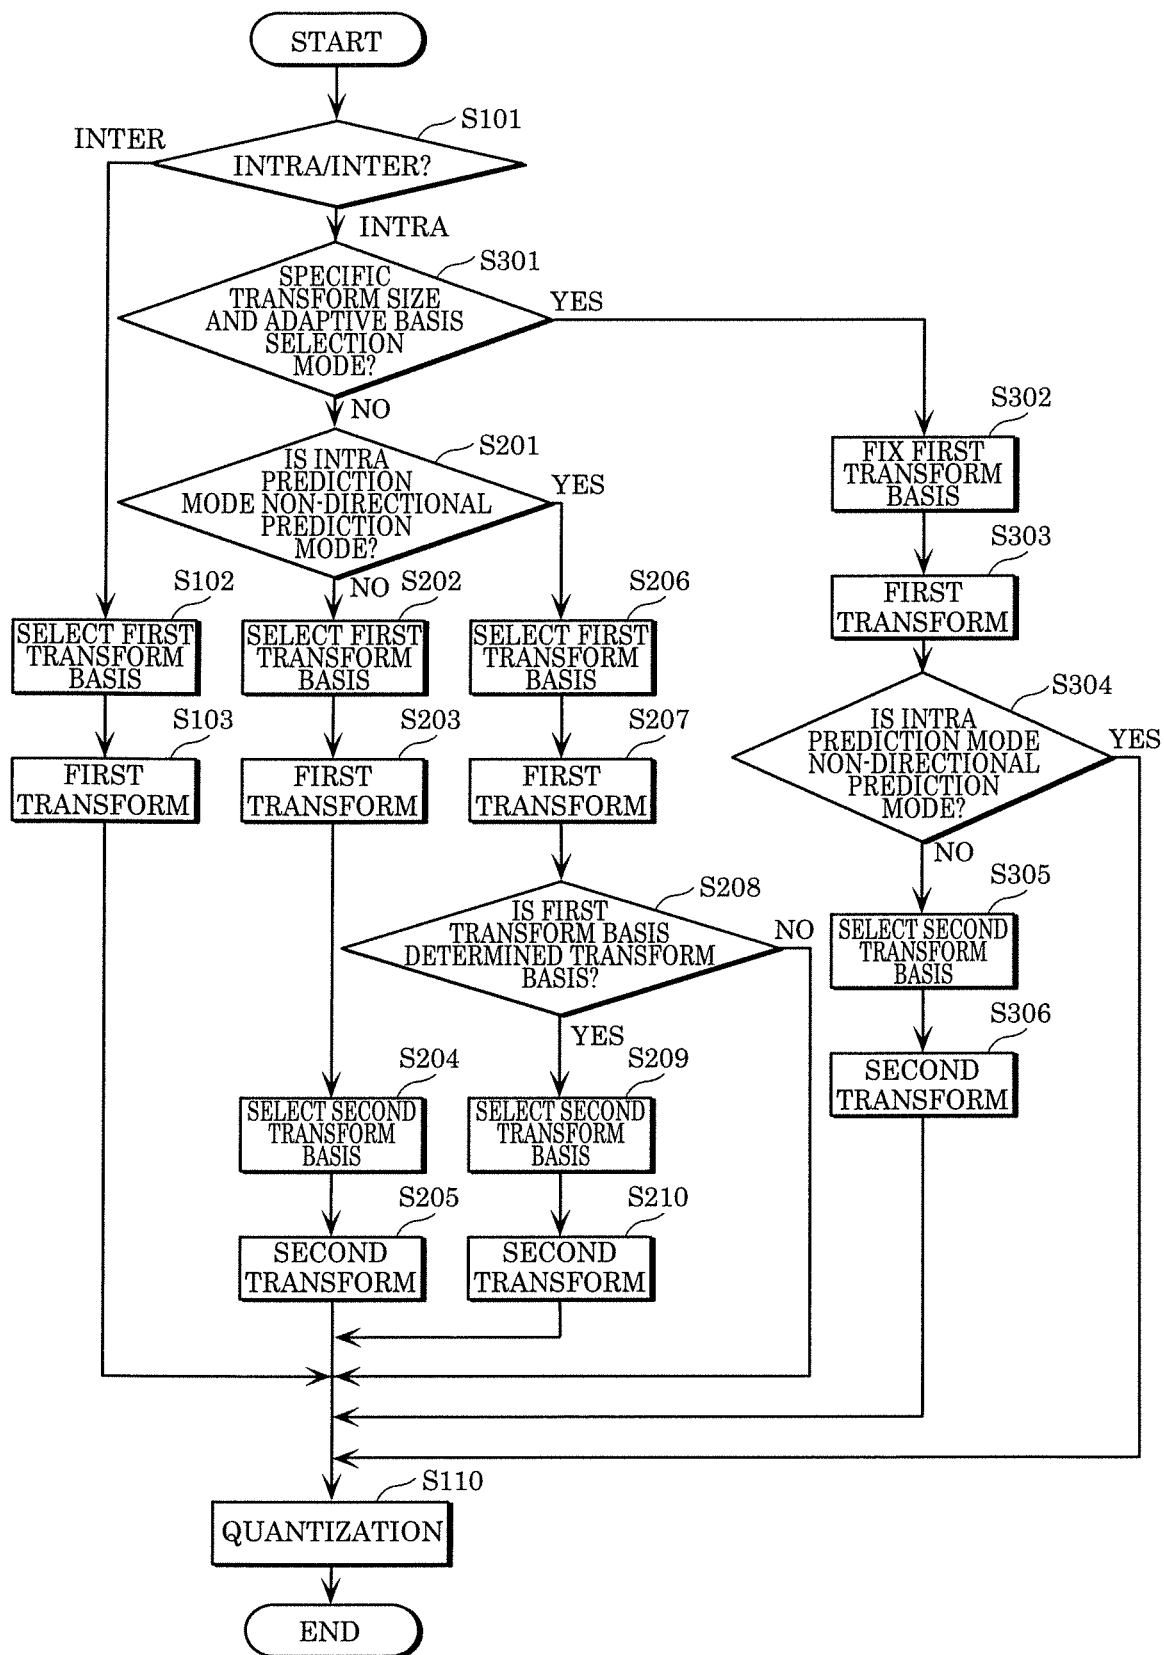 START
S101
INTER
INTRA/INTER?
INTRA
S301
SPECIFIC
TRANSFORM SIZE
AND ADAPTIVE BASIS
SELECTION
MODE?
YES
NO
S302
FIX FIRST
TRANSFORM
BASIS
S201
IS INTRA
PREDICTION
MODE NON-DIRECTIONAL
PREDICTION
MODE?
YES
NO
S303
FIRST
TRANSFORM
S102
SELECT FIRST
TRANSFORM
BASIS
S202
SELECT FIRST
TRANSFORM
BASIS
S206
SELECT FIRST
TRANSFORM
BASIS
S304
IS INTRA
PREDICTION MODE
NON-DIRECTIONAL
PREDICTION
MODE?
YES
NO
S103
FIRST
TRANSFORM
S203
FIRST
TRANSFORM
S207
FIRST
TRANSFORM
S208
IS FIRST
TRANSFORM BASIS
DETERMINED TRANSFORM
BASIS?
NO
YES
S305
SELECT SECOND
TRANSFORM
BASIS
S306
SECOND
TRANSFORM
S204
SELECT SECOND
TRANSFORM
BASIS
S209
SELECT SECOND
TRANSFORM
BASIS
S205
SECOND
TRANSFORM
S210
SECOND
TRANSFORM
S110
QUANTIZATION
END